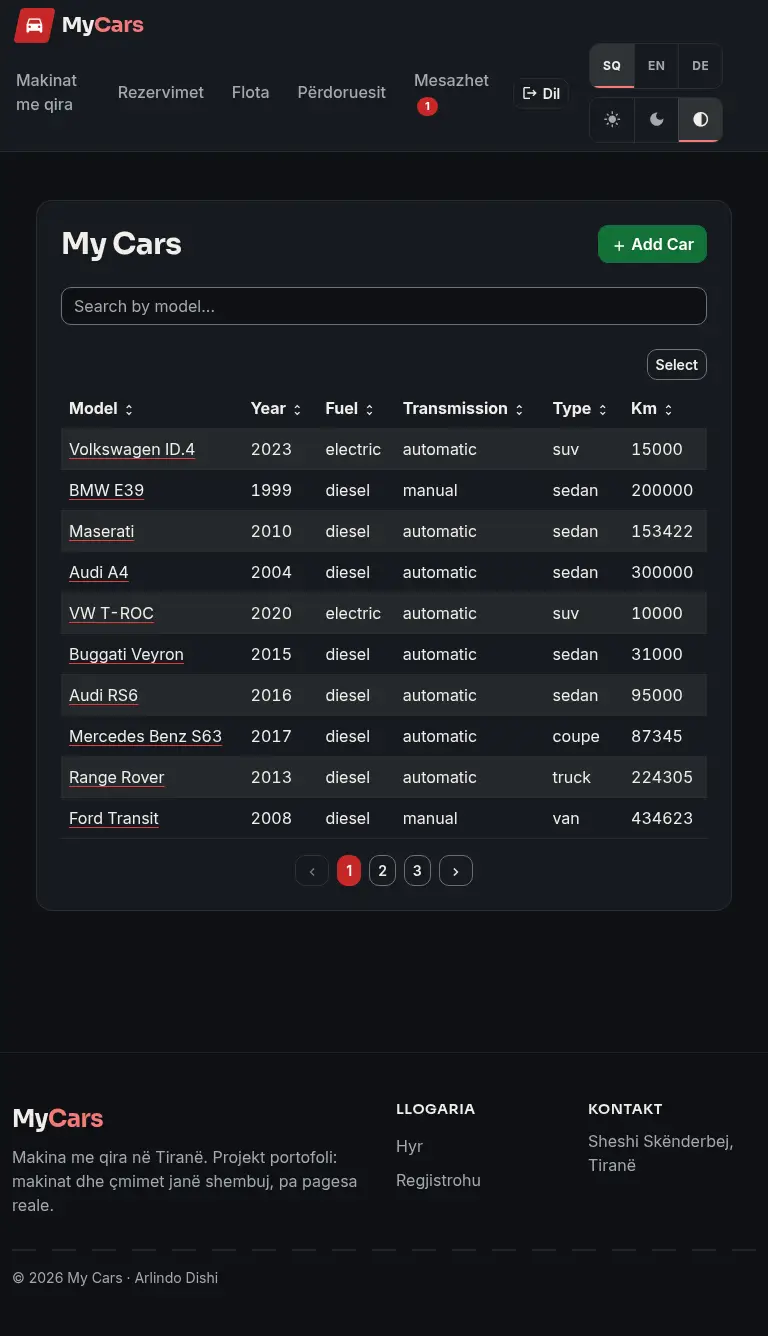 MyCars
Makinat
me qira
Rezervimet
Flota
Përdoruesit
Mesazhet
1
Dil
SQ EN DE
My Cars
+ Add Car
Search by model...
Select
Model Year Fuel Transmission Type Km
Volkswagen ID.4 2023 electric automatic suv 15000
BMW E39 1999 diesel manual sedan 200000
Maserati 2010 diesel automatic sedan 153422
Audi A4 2004 diesel automatic sedan 300000
VW T-ROC 2020 electric automatic suv 10000
Buggati Veyron 2015 diesel automatic sedan 31000
Audi RS6 2016 diesel automatic sedan 95000
Mercedes Benz S63 2017 diesel automatic coupe 87345
Range Rover 2013 diesel automatic truck 224305
Ford Transit 2008 diesel manual van 434623
‹ 1 2 3 ›
MyCars
Makina me qira në Tiranë. Projekt portofoli:
makinat dhe çmimet janë shembuj, pa pagesa
reale.
LLOGARIA
Hyr
Regjistrohu
KONTAKT
Sheshi Skënderbej,
Tiranë
© 2026 My Cars · Arlindo Dishi